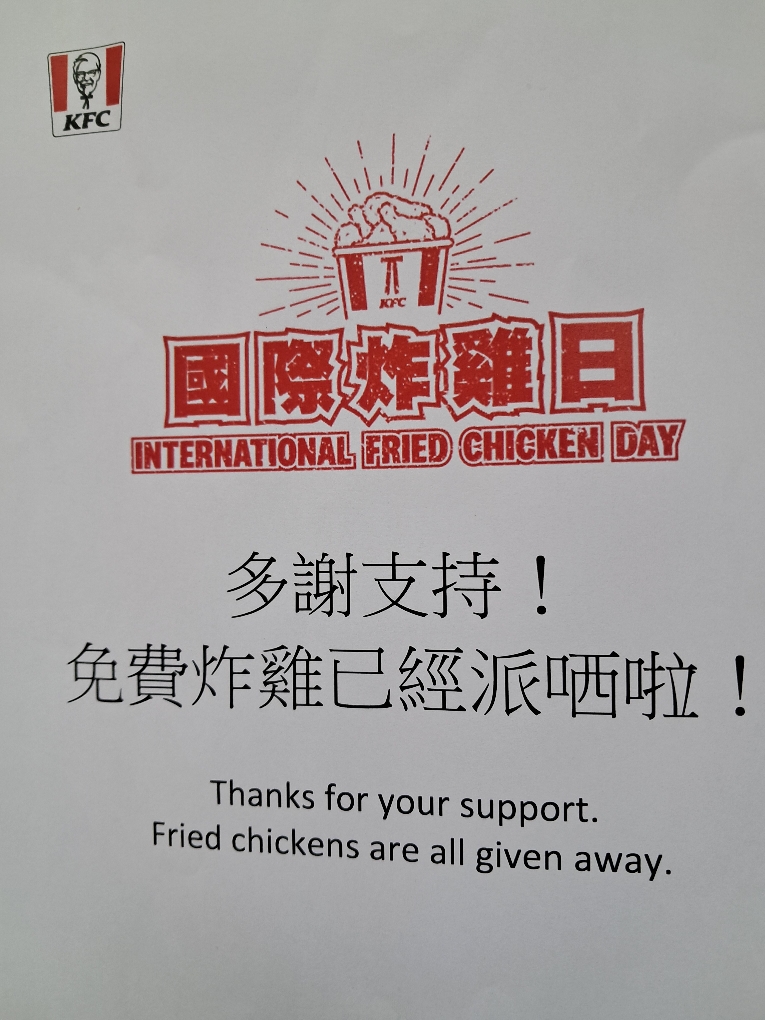 KFC
KFC
國際炸雞日
INTERNATIONAL FRIED CHICKEN DAY
多謝支持！
免費炸雞已經派哂啦！
Thanks for your support.
Fried chickens are all given away.